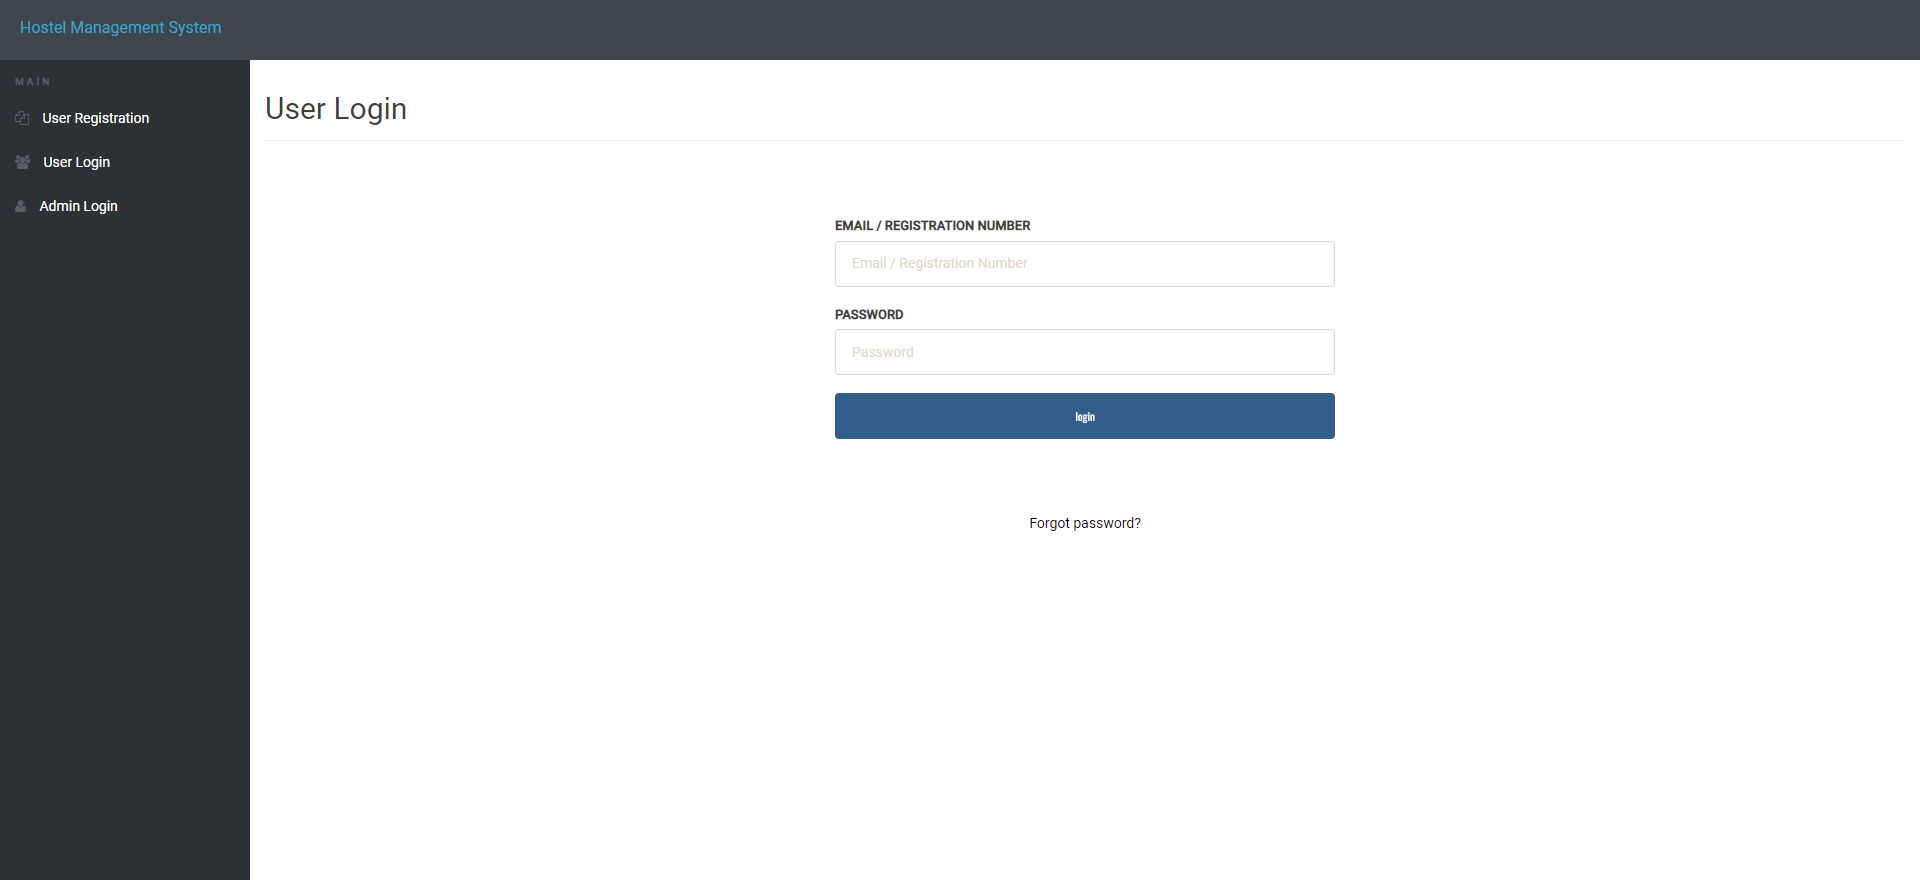 Hostel Management System
MAIN
User Registration
User Login
Admin Login
User Login
EMAIL / REGISTRATION NUMBER
Email / Registration Number
PASSWORD
Password
login
Forgot password?